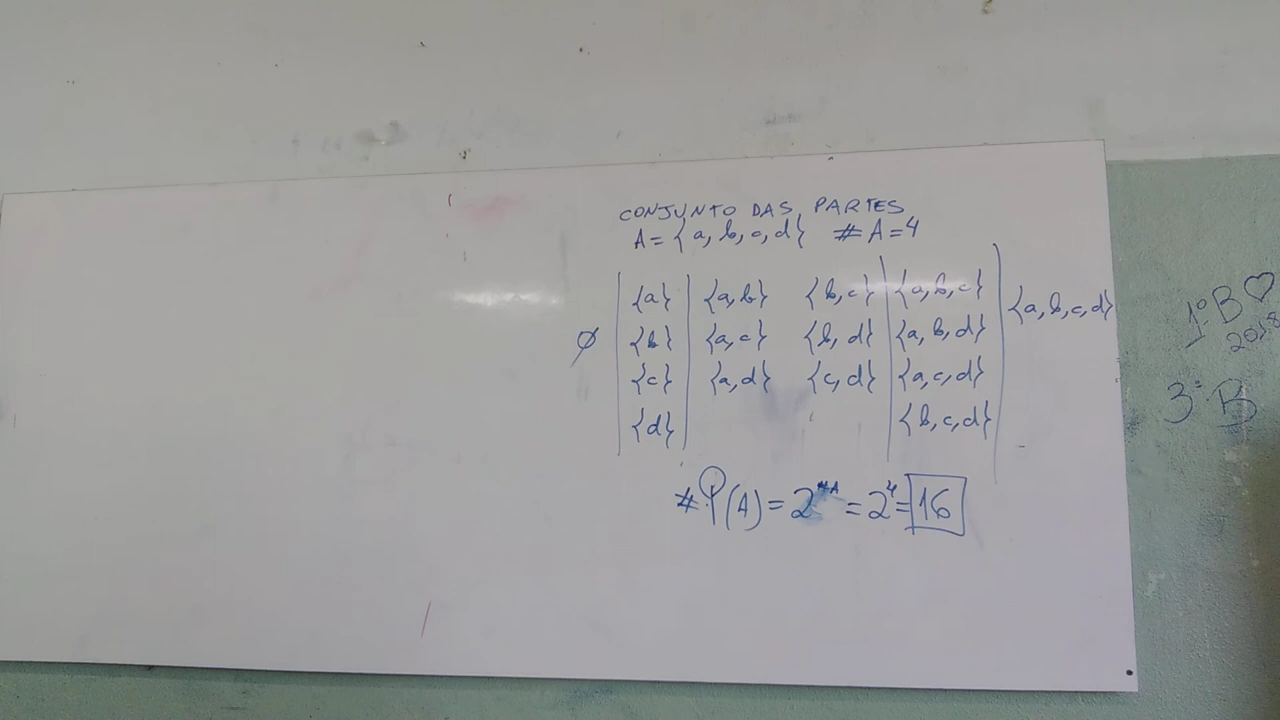 CONJUNTO DAS PARTES
A = {a, b, c, d} # A = 4
∅ {a} {a, b} {b, c} {a, b, c} {a, b, c, d}
{b} {a, c} {b, d} {a, b, d}
{c} {a, d} {c, d} {a, c, d}
{d} {b, c, d}
# P(A) = 2^#A = 2^4 = 16
1º B ♡
2018
3º B